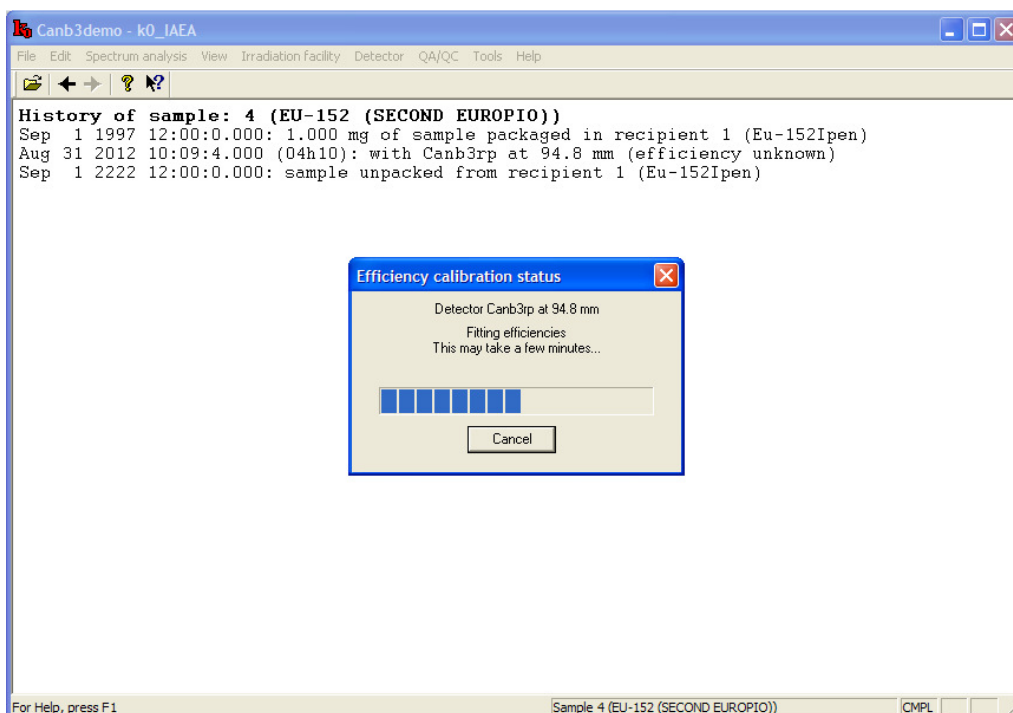 Canb3demo - k0_IAEA
File Edit Spectrum analysis View Irradiation facility Detector QA/QC Tools Help
History of sample: 4 (EU-152 (SECOND EUROPIO))
Sep 1 1997 12:00:0.000: 1.000 mg of sample packaged in recipient 1 (Eu-152Ipen)
Aug 31 2012 10:09:4.000 (04h10): with Canb3rp at 94.8 mm (efficiency unknown)
Sep 1 2222 12:00:0.000: sample unpacked from recipient 1 (Eu-152Ipen)
Efficiency calibration status
Detector Canb3rp at 94.8 mm
Fitting efficiencies
This may take a few minutes...
Cancel
For Help, press F1 Sample 4 (EU-152 (SECOND EUROPIO)) CMPL